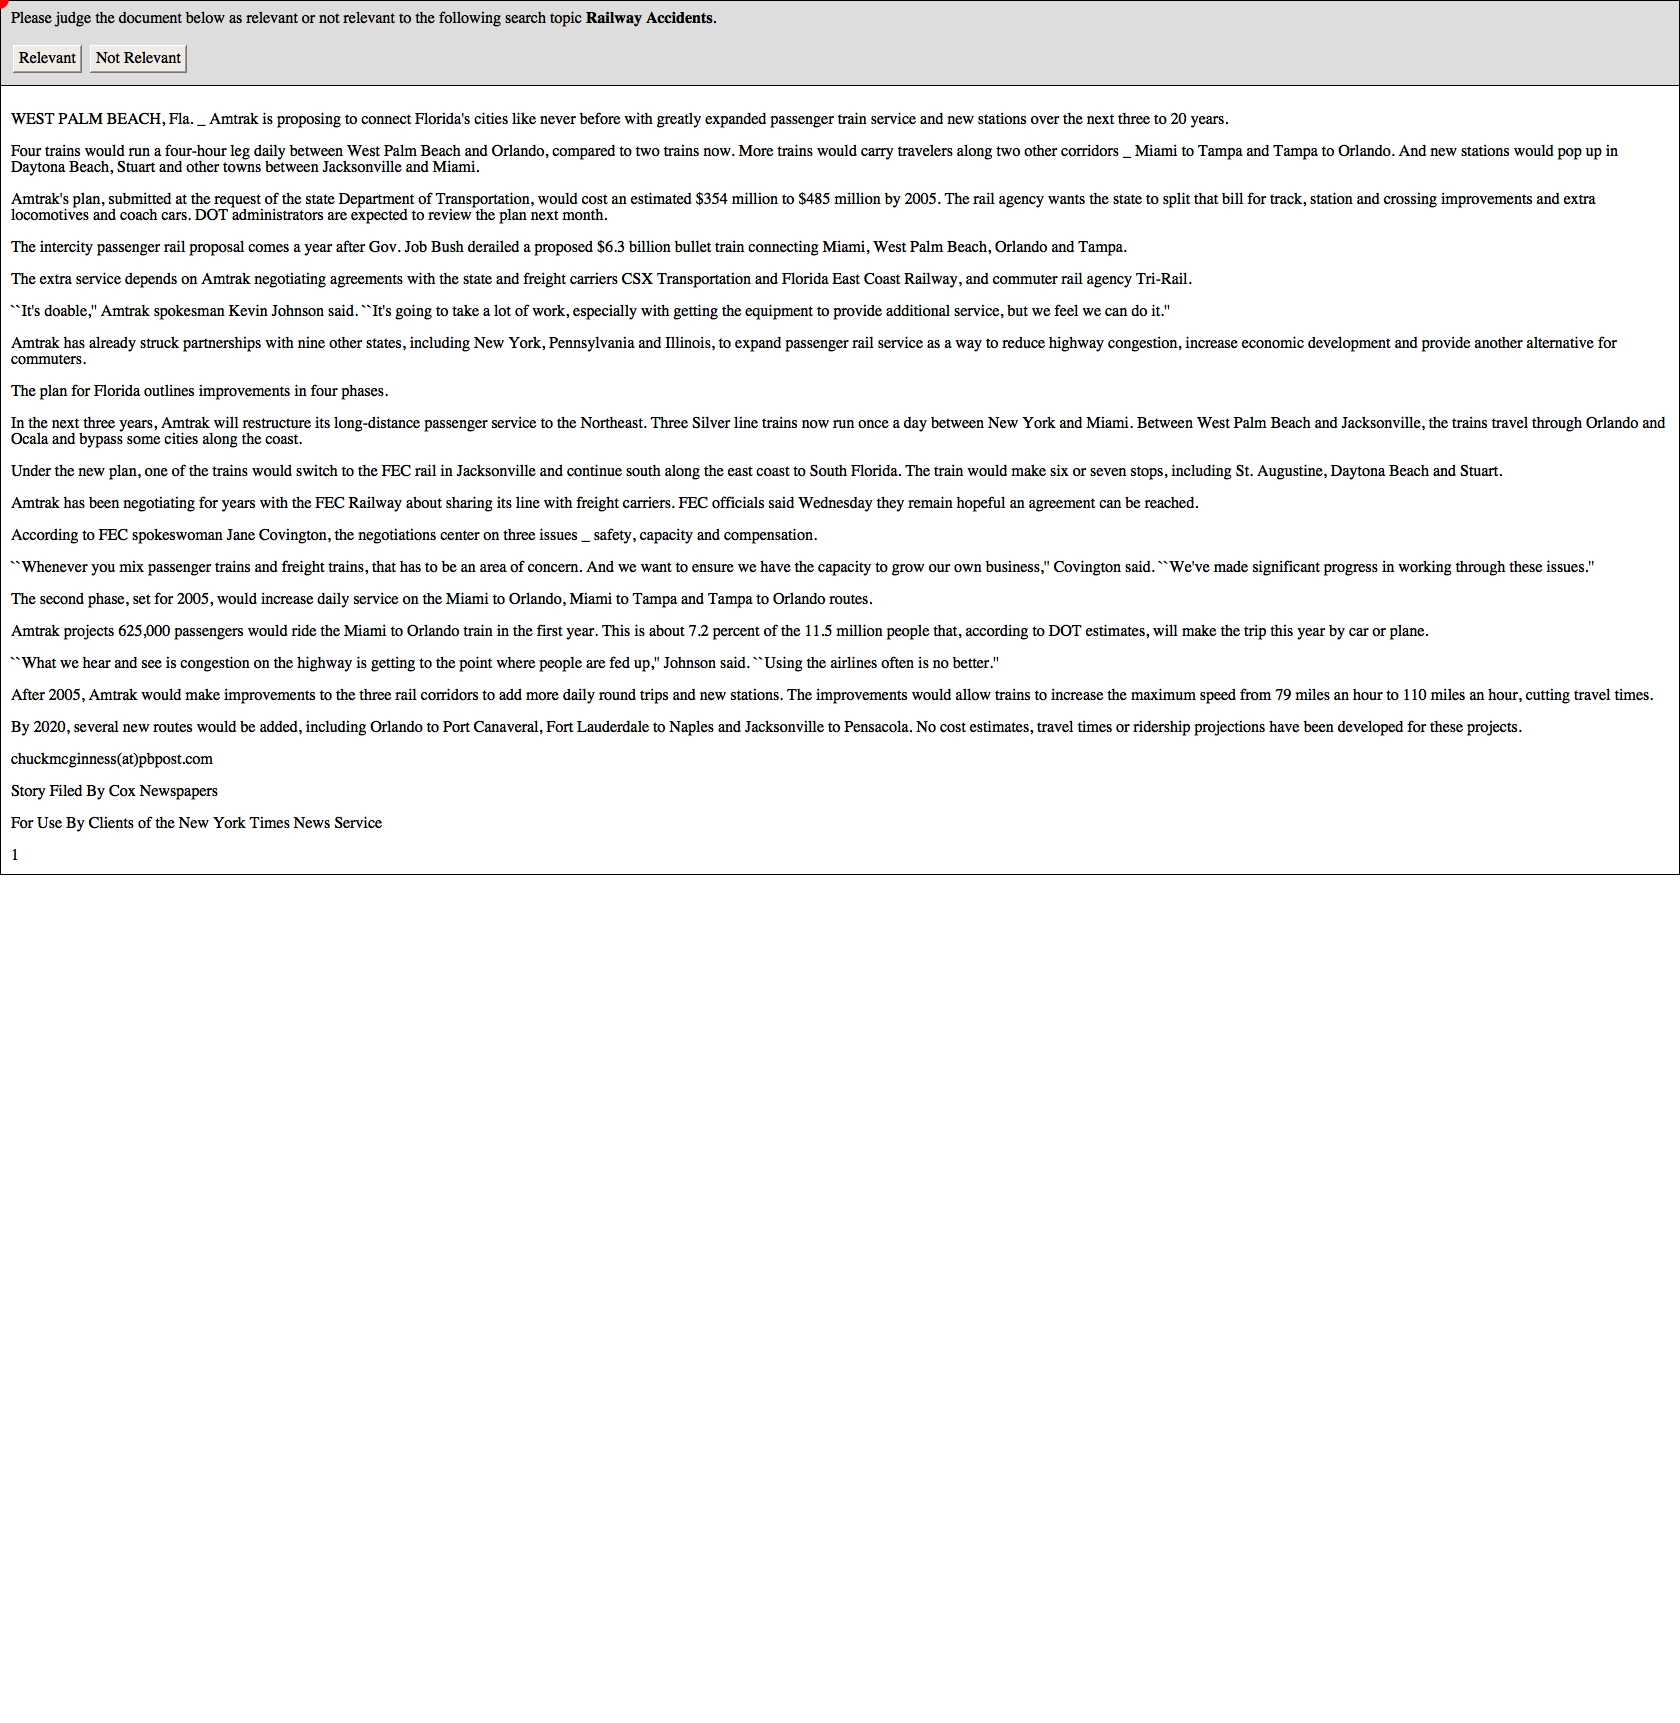 Please judge the document below as relevant or not relevant to the following search topic Railway Accidents.
Relevant Not Relevant
WEST PALM BEACH, Fla. _ Amtrak is proposing to connect Florida's cities like never before with greatly expanded passenger train service and new stations over the next three to 20 years.
Four trains would run a four-hour leg daily between West Palm Beach and Orlando, compared to two trains now. More trains would carry travelers along two other corridors _ Miami to Tampa and Tampa to Orlando. And new stations would pop up in
Daytona Beach, Stuart and other towns between Jacksonville and Miami.
Amtrak's plan, submitted at the request of the state Department of Transportation, would cost an estimated $354 million to $485 million by 2005. The rail agency wants the state to split that bill for track, station and crossing improvements and extra
locomotives and coach cars. DOT administrators are expected to review the plan next month.
The intercity passenger rail proposal comes a year after Gov. Job Bush derailed a proposed $6.3 billion bullet train connecting Miami, West Palm Beach, Orlando and Tampa.
The extra service depends on Amtrak negotiating agreements with the state and freight carriers CSX Transportation and Florida East Coast Railway, and commuter rail agency Tri-Rail.
``It's doable,'' Amtrak spokesman Kevin Johnson said. ``It's going to take a lot of work, especially with getting the equipment to provide additional service, but we feel we can do it.''
Amtrak has already struck partnerships with nine other states, including New York, Pennsylvania and Illinois, to expand passenger rail service as a way to reduce highway congestion, increase economic development and provide another alternative for
commuters.
The plan for Florida outlines improvements in four phases.
In the next three years, Amtrak will restructure its long-distance passenger service to the Northeast. Three Silver line trains now run once a day between New York and Miami. Between West Palm Beach and Jacksonville, the trains travel through Orlando and
Ocala and bypass some cities along the coast.
Under the new plan, one of the trains would switch to the FEC rail in Jacksonville and continue south along the east coast to South Florida. The train would make six or seven stops, including St. Augustine, Daytona Beach and Stuart.
Amtrak has been negotiating for years with the FEC Railway about sharing its line with freight carriers. FEC officials said Wednesday they remain hopeful an agreement can be reached.
According to FEC spokeswoman Jane Covington, the negotiations center on three issues _ safety, capacity and compensation.
``Whenever you mix passenger trains and freight trains, that has to be an area of concern. And we want to ensure we have the capacity to grow our own business,'' Covington said. ``We've made significant progress in working through these issues.''
The second phase, set for 2005, would increase daily service on the Miami to Orlando, Miami to Tampa and Tampa to Orlando routes.
Amtrak projects 625,000 passengers would ride the Miami to Orlando train in the first year. This is about 7.2 percent of the 11.5 million people that, according to DOT estimates, will make the trip this year by car or plane.
``What we hear and see is congestion on the highway is getting to the point where people are fed up,'' Johnson said. ``Using the airlines often is no better.''
After 2005, Amtrak would make improvements to the three rail corridors to add more daily round trips and new stations. The improvements would allow trains to increase the maximum speed from 79 miles an hour to 110 miles an hour, cutting travel times.
By 2020, several new routes would be added, including Orlando to Port Canaveral, Fort Lauderdale to Naples and Jacksonville to Pensacola. No cost estimates, travel times or ridership projections have been developed for these projects.
chuckmcginness(at)pbpost.com
Story Filed By Cox Newspapers
For Use By Clients of the New York Times News Service
1